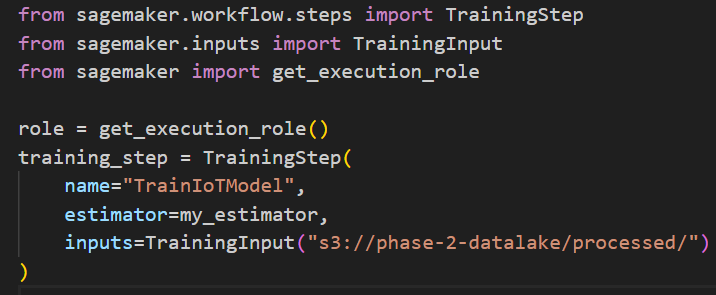 from sagemaker.workflow.steps import TrainingStep
from sagemaker.inputs import TrainingInput
from sagemaker import get_execution_role

role = get_execution_role()
training_step = TrainingStep(
    name="TrainIoTModel",
    estimator=my_estimator,
    inputs=TrainingInput("s3://phase-2-datalake/processed/")
)